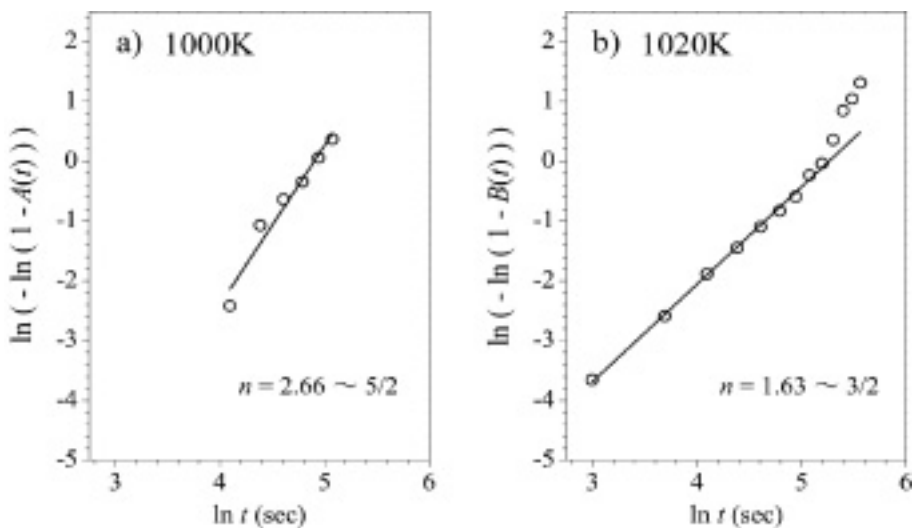 a) 1000K
2
1
0
-1
-2
-3
-4
-5
ln ( - ln ( 1 - A(t) ) )
n = 2.66 ~ 5/2
3 4 5 6
ln t (sec)
b) 1020K
2
1
0
-1
-2
-3
-4
-5
ln ( - ln ( 1 - B(t) ) )
n = 1.63 ~ 3/2
3 4 5 6
ln t (sec)